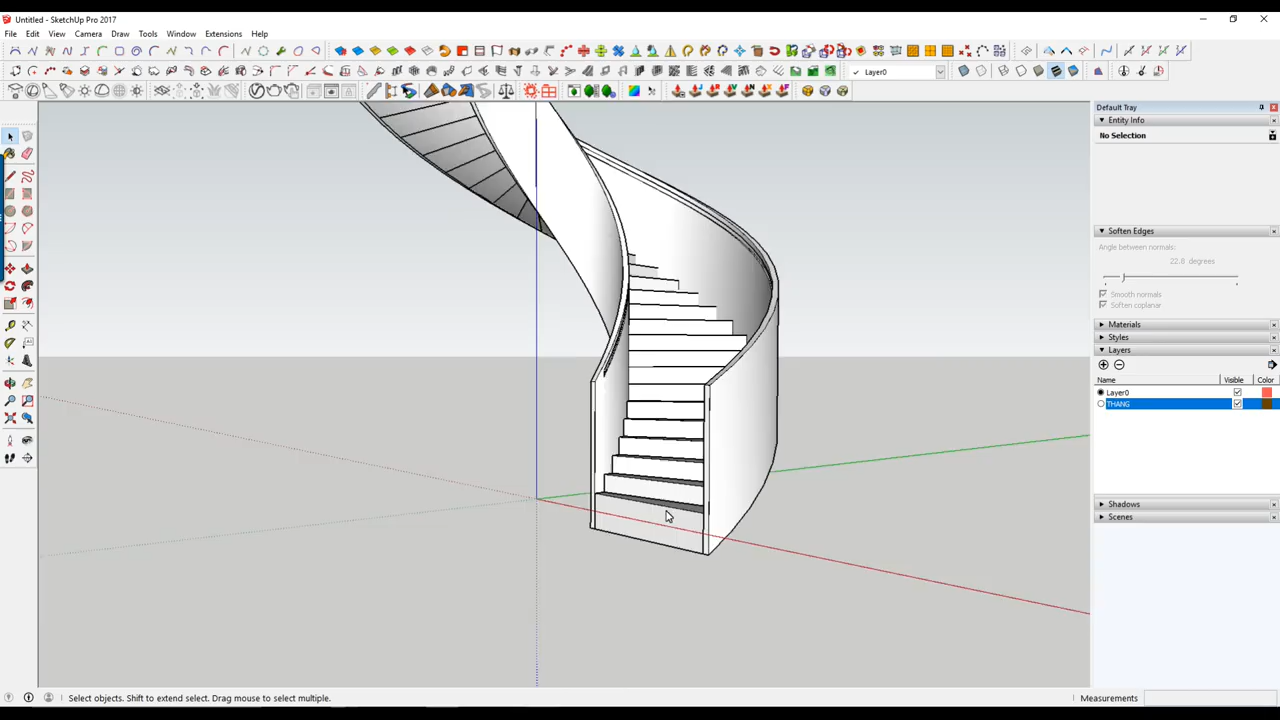 Untitled - SketchUp Pro 2017
File Edit View Camera Draw Tools Window Extensions Help
Layer0
Default Tray
Entity Info
No Selection
Soften Edges
Angle between normals:
22.8 degrees
Smooth normals
Soften coplanar
Materials
Styles
Layers
Name Visible Color
Layer0
THANG
Shadows
Scenes
Select objects. Shift to extend select. Drag mouse to select multiple.
Measurements